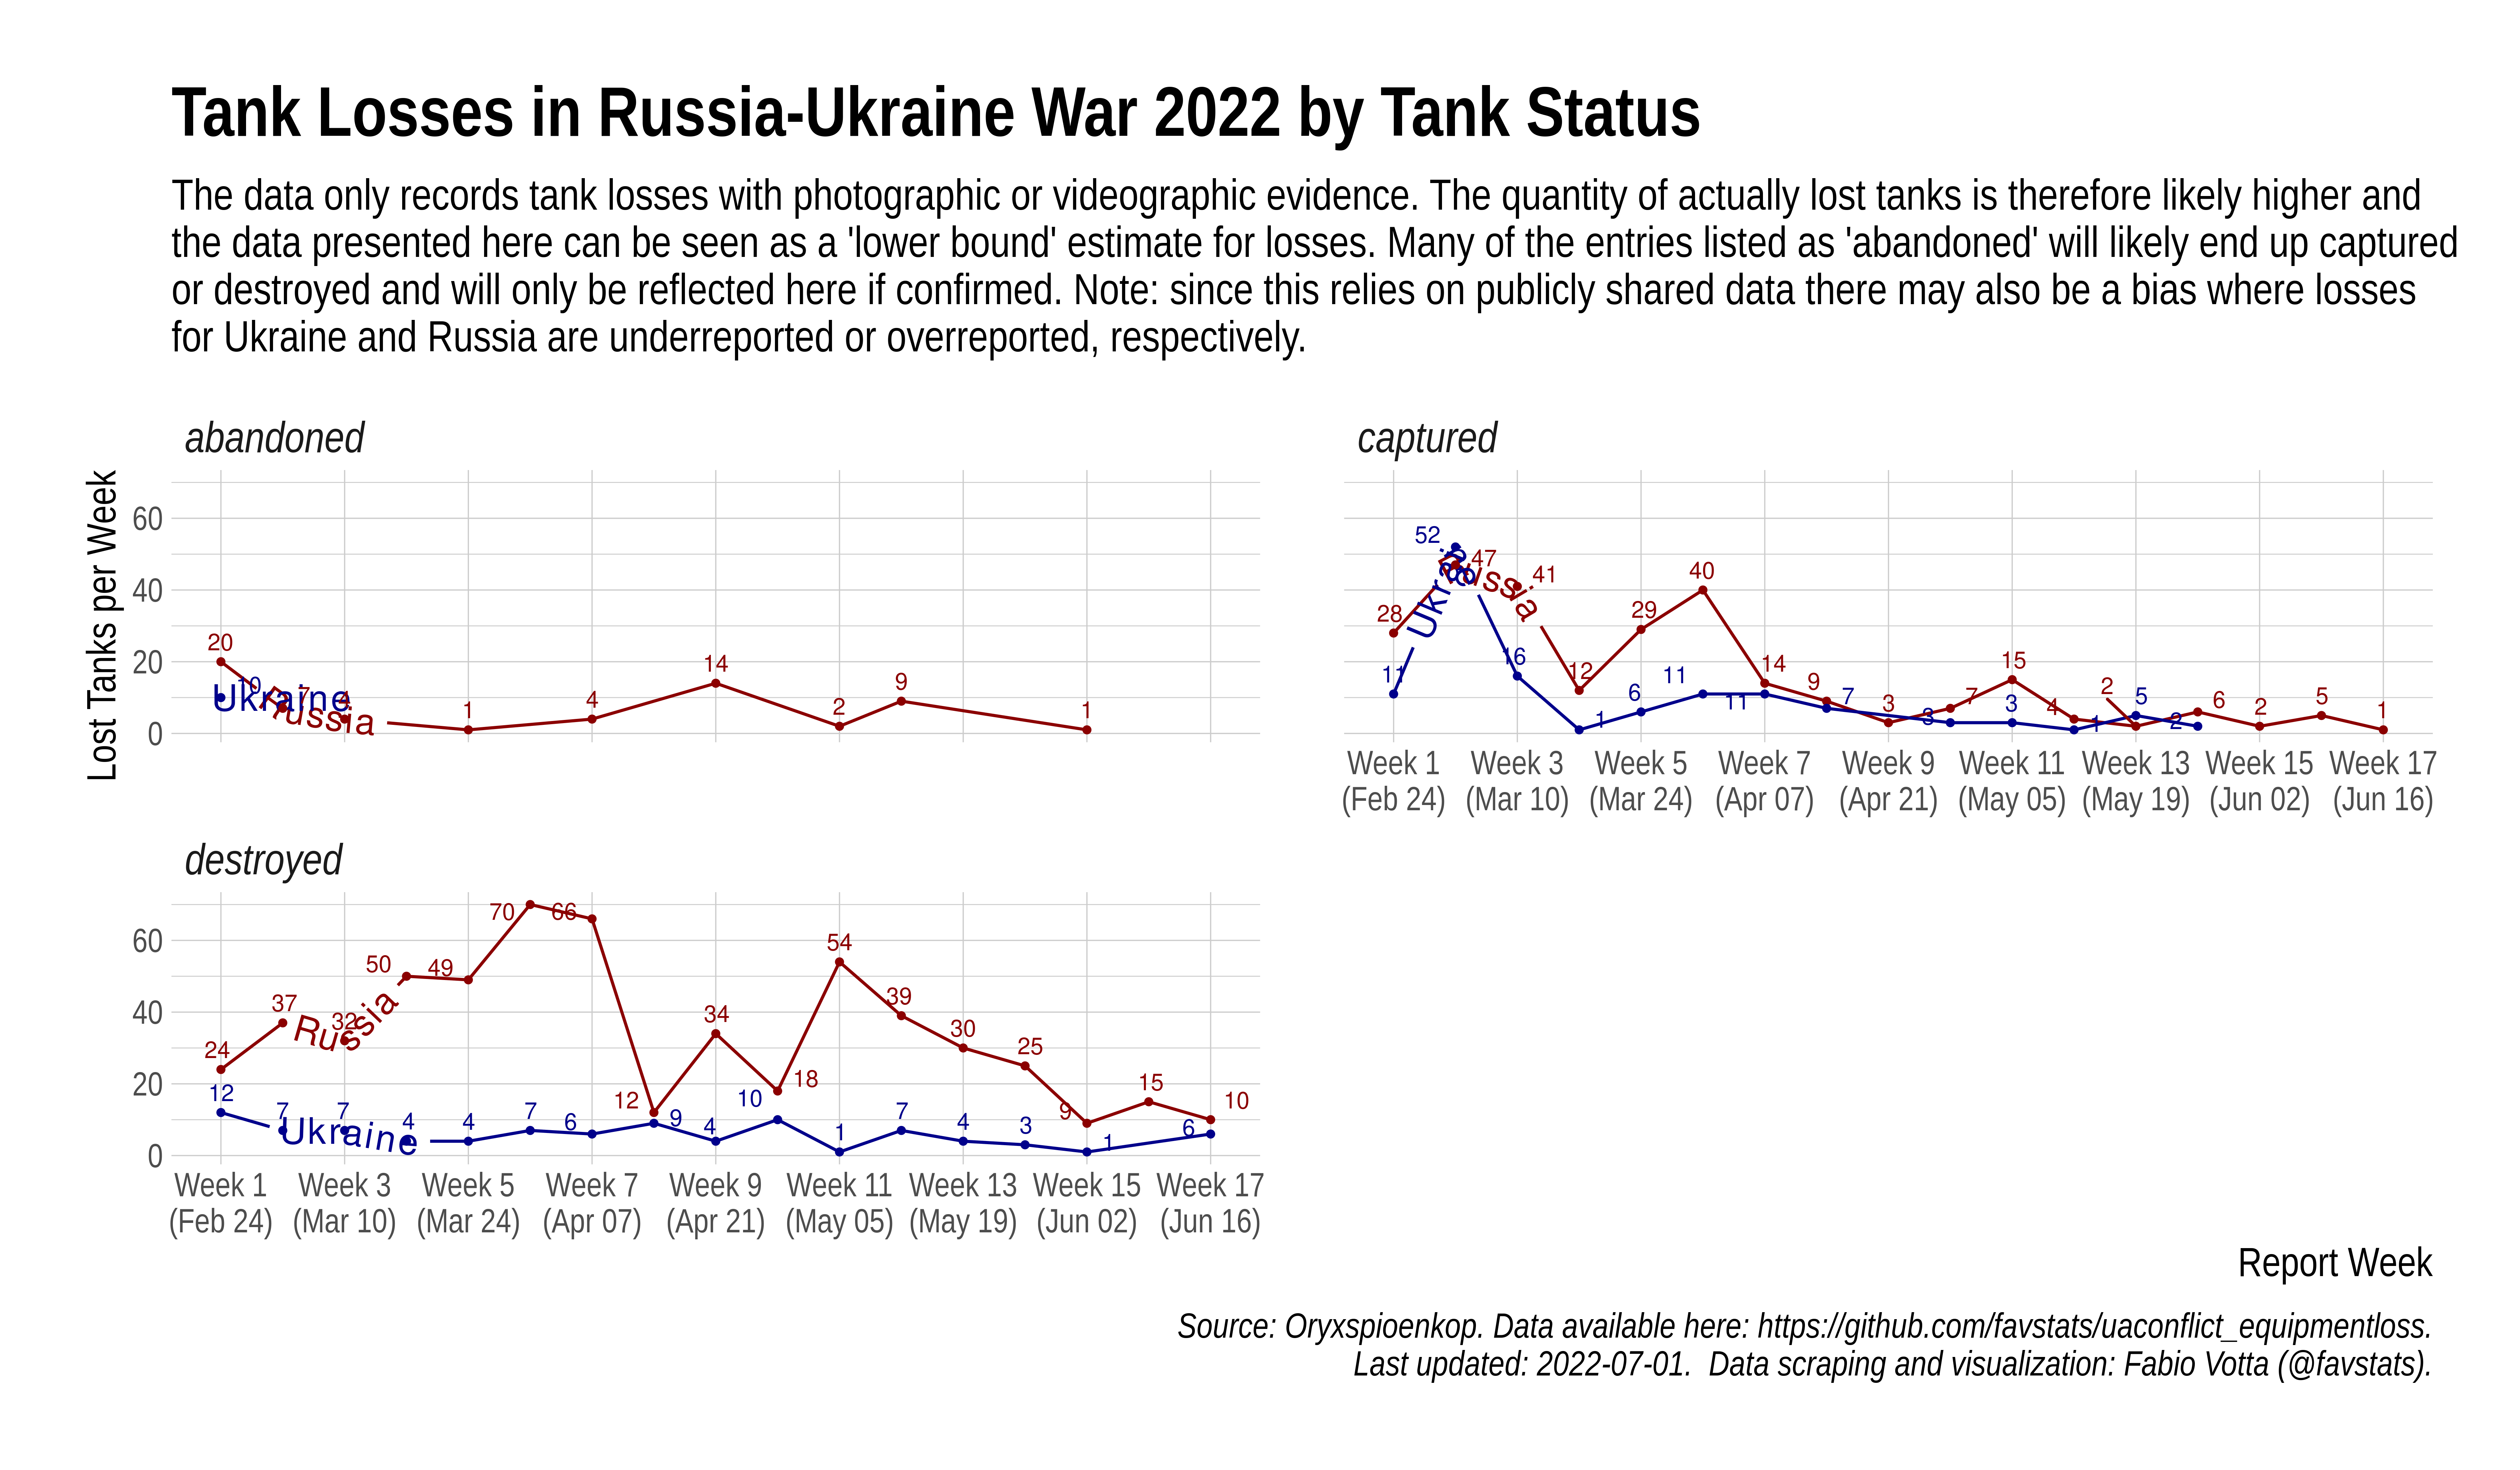 Tank Losses in Russia-Ukraine War 2022 by Tank Status
The data only records tank losses with photographic or videographic evidence. The quantity of actually lost tanks is therefore likely higher and
the data presented here can be seen as a 'lower bound' estimate for losses. Many of the entries listed as 'abandoned' will likely end up captured
or destroyed and will only be reflected here if confirmed. Note: since this relies on publicly shared data there may also be a bias where losses
for Ukraine and Russia are underreported or overreported, respectively.
Lost Tanks per Week
abandoned
60
40
20
0
20 10 7 4 1 4 14 2 9 1
Ukraine
Russia
captured
28 47 41 12 29 40 14 9 3 7 15 4 2 6 2 5 1
11 52 16 1 6 11 11 7 3 3 1 5 2
Ukraine
Russia
Week 1 Week 3 Week 5 Week 7 Week 9 Week 11 Week 13 Week 15 Week 17
(Feb 24) (Mar 10) (Mar 24) (Apr 07) (Apr 21) (May 05) (May 19) (Jun 02) (Jun 16)
destroyed
60
40
20
0
24 37 32 50 49 70 66 12 34 18 54 39 30 25 9 15 10
Russia
12 7 7 4 4 7 6 9 4 10 1 7 4 3 1 6
Ukraine
Week 1 Week 3 Week 5 Week 7 Week 9 Week 11 Week 13 Week 15 Week 17
(Feb 24) (Mar 10) (Mar 24) (Apr 07) (Apr 21) (May 05) (May 19) (Jun 02) (Jun 16)
Report Week
Source: Oryxspioenkop. Data available here: https://github.com/favstats/uaconflict_equipmentloss.
Last updated: 2022-07-01. Data scraping and visualization: Fabio Votta (@favstats).